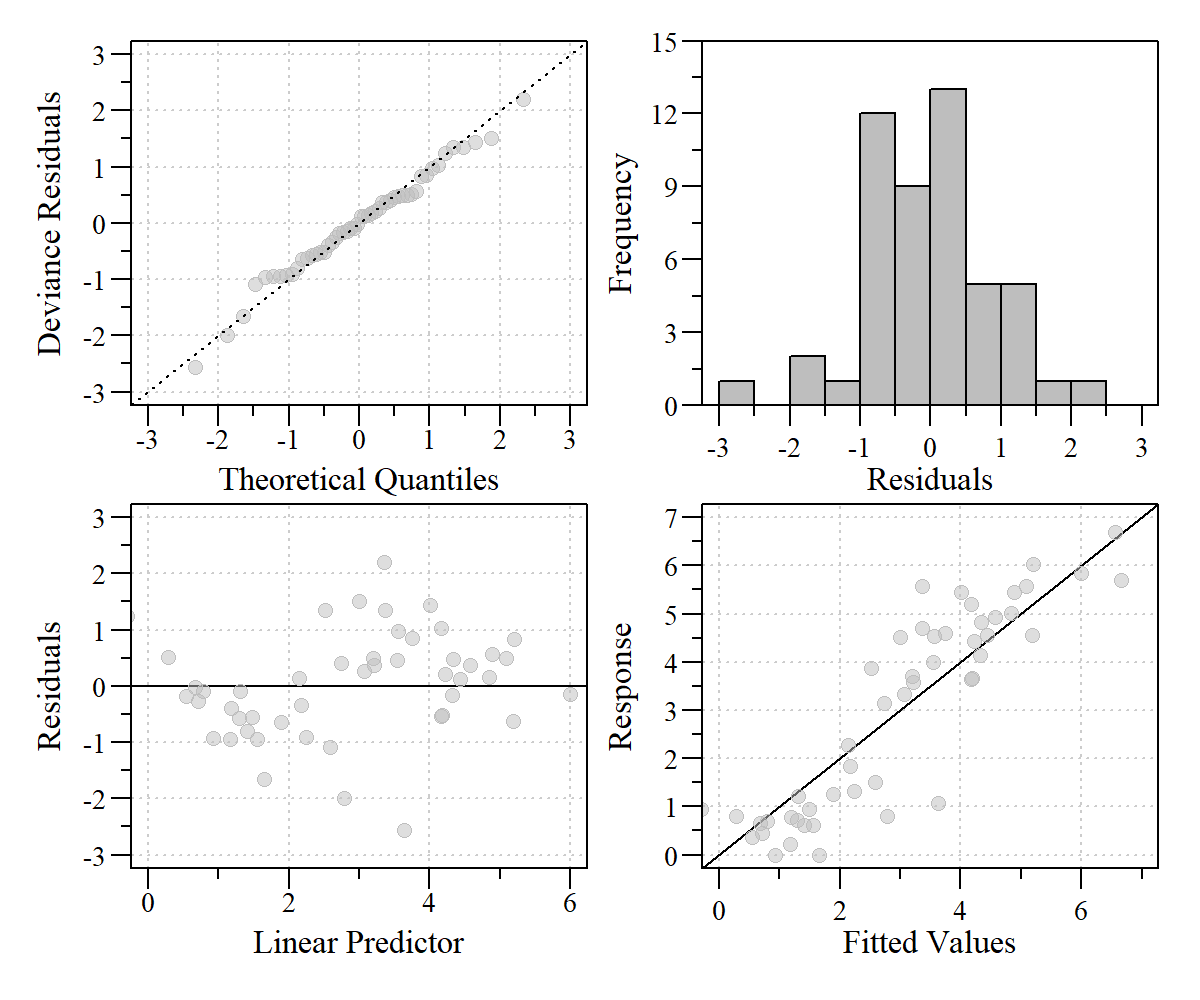 3
2
1
0
-1
-2
-3
Deviance Residuals
-3 -2 -1 0 1 2 3
Theoretical Quantiles
15
12
9
6
3
0
Frequency
-3 -2 -1 0 1 2 3
Residuals
3
2
1
0
-1
-2
-3
Residuals
0 2 4 6
Linear Predictor
7
6
5
4
3
2
1
0
Response
0 2 4 6
Fitted Values